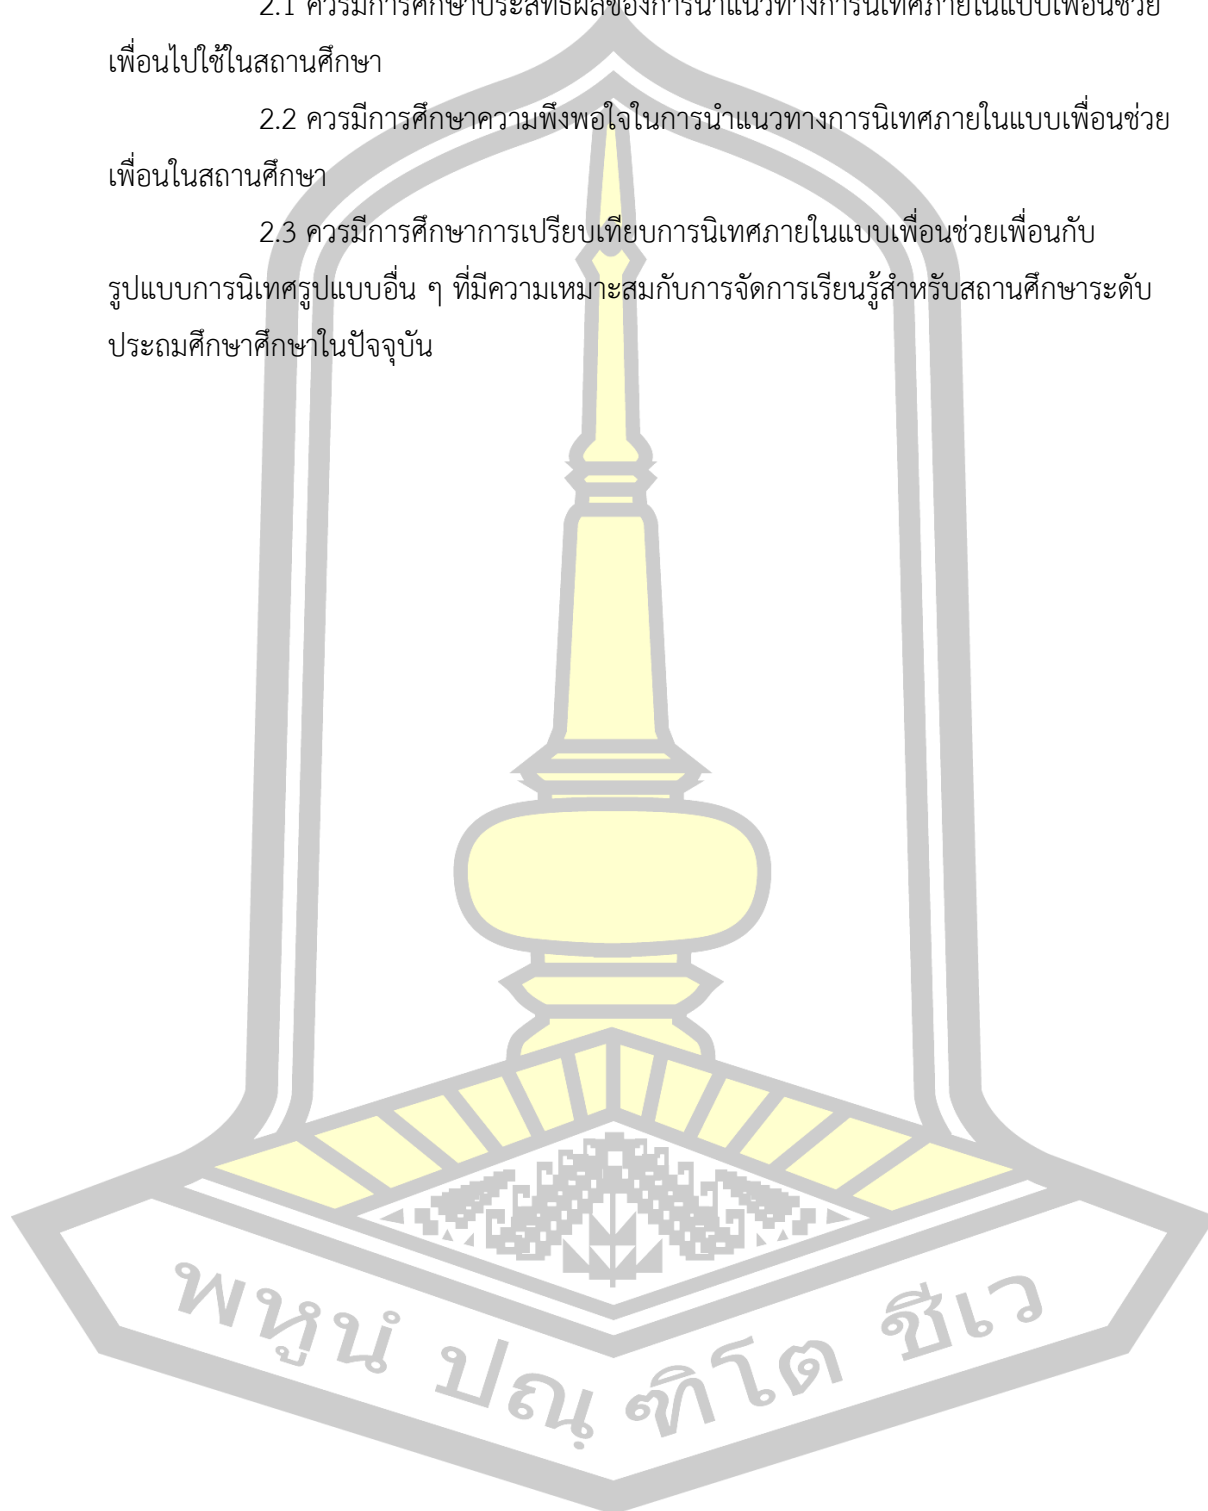 2.1 ควรมีการศึกษาประสิทธิผลของการนำแนวทางการนิเทศภายในแบบเพื่อนช่วย
เพื่อนไปใช้ในสถานศึกษา
2.2 ควรมีการศึกษาความพึงพอใจในการนำแนวทางการนิเทศภายในแบบเพื่อนช่วย
เพื่อนในสถานศึกษา
2.3 ควรมีการศึกษาการเปรียบเทียบการนิเทศภายในแบบเพื่อนช่วยเพื่อนกับ
รูปแบบการนิเทศรูปแบบอื่น ๆ ที่มีความเหมาะสมกับการจัดการเรียนรู้สำหรับสถานศึกษาระดับ
ประถมศึกษาศึกษาในปัจจุบัน
พหูนํ ปณฺ ฑิโต ชีเว